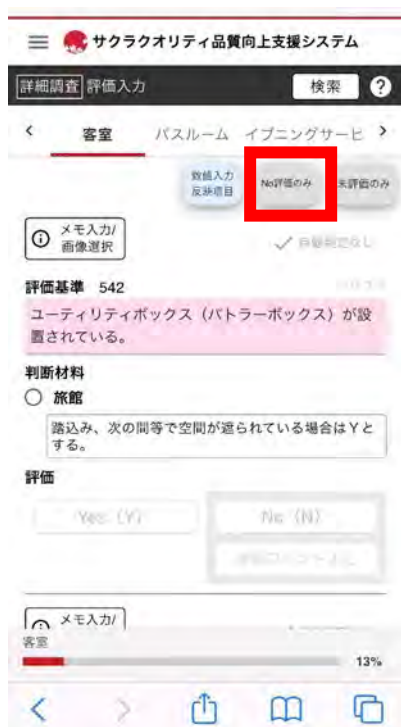 サクラクオリティ品質向上支援システム
詳細調査 評価入力 検索 ?
客室 バスルーム イブニングサービ
数値入力
反映項目
No評価のみ 未評価のみ
メモ入力/
画像選択
自動判定なし
評価基準 542
ユーティリティボックス（バトラーボックス）が設
置されている。
判断材料
旅館
踏込み、次の間等で空間が遮られている場合はYと
する。
評価
Yes (Y) No (N)
メモ入力/
客室
13%